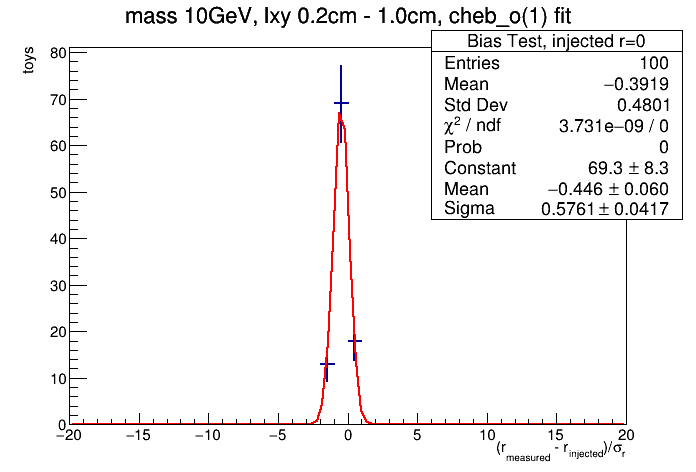 mass 10GeV, lxy 0.2cm - 1.0cm, cheb_o(1) fit
toys
Bias Test, injected r=0
Entries 100
Mean −0.3919
Std Dev 0.4801
χ² / ndf 3.731e−09 / 0
Prob 0
Constant 69.3 ± 8.3
Mean −0.446 ± 0.060
Sigma 0.5761 ± 0.0417
80
70
60
50
40
30
20
10
0
−20 −15 −10 −5 0 5 10 15 20
(r_measured - r_injected)/σ_r